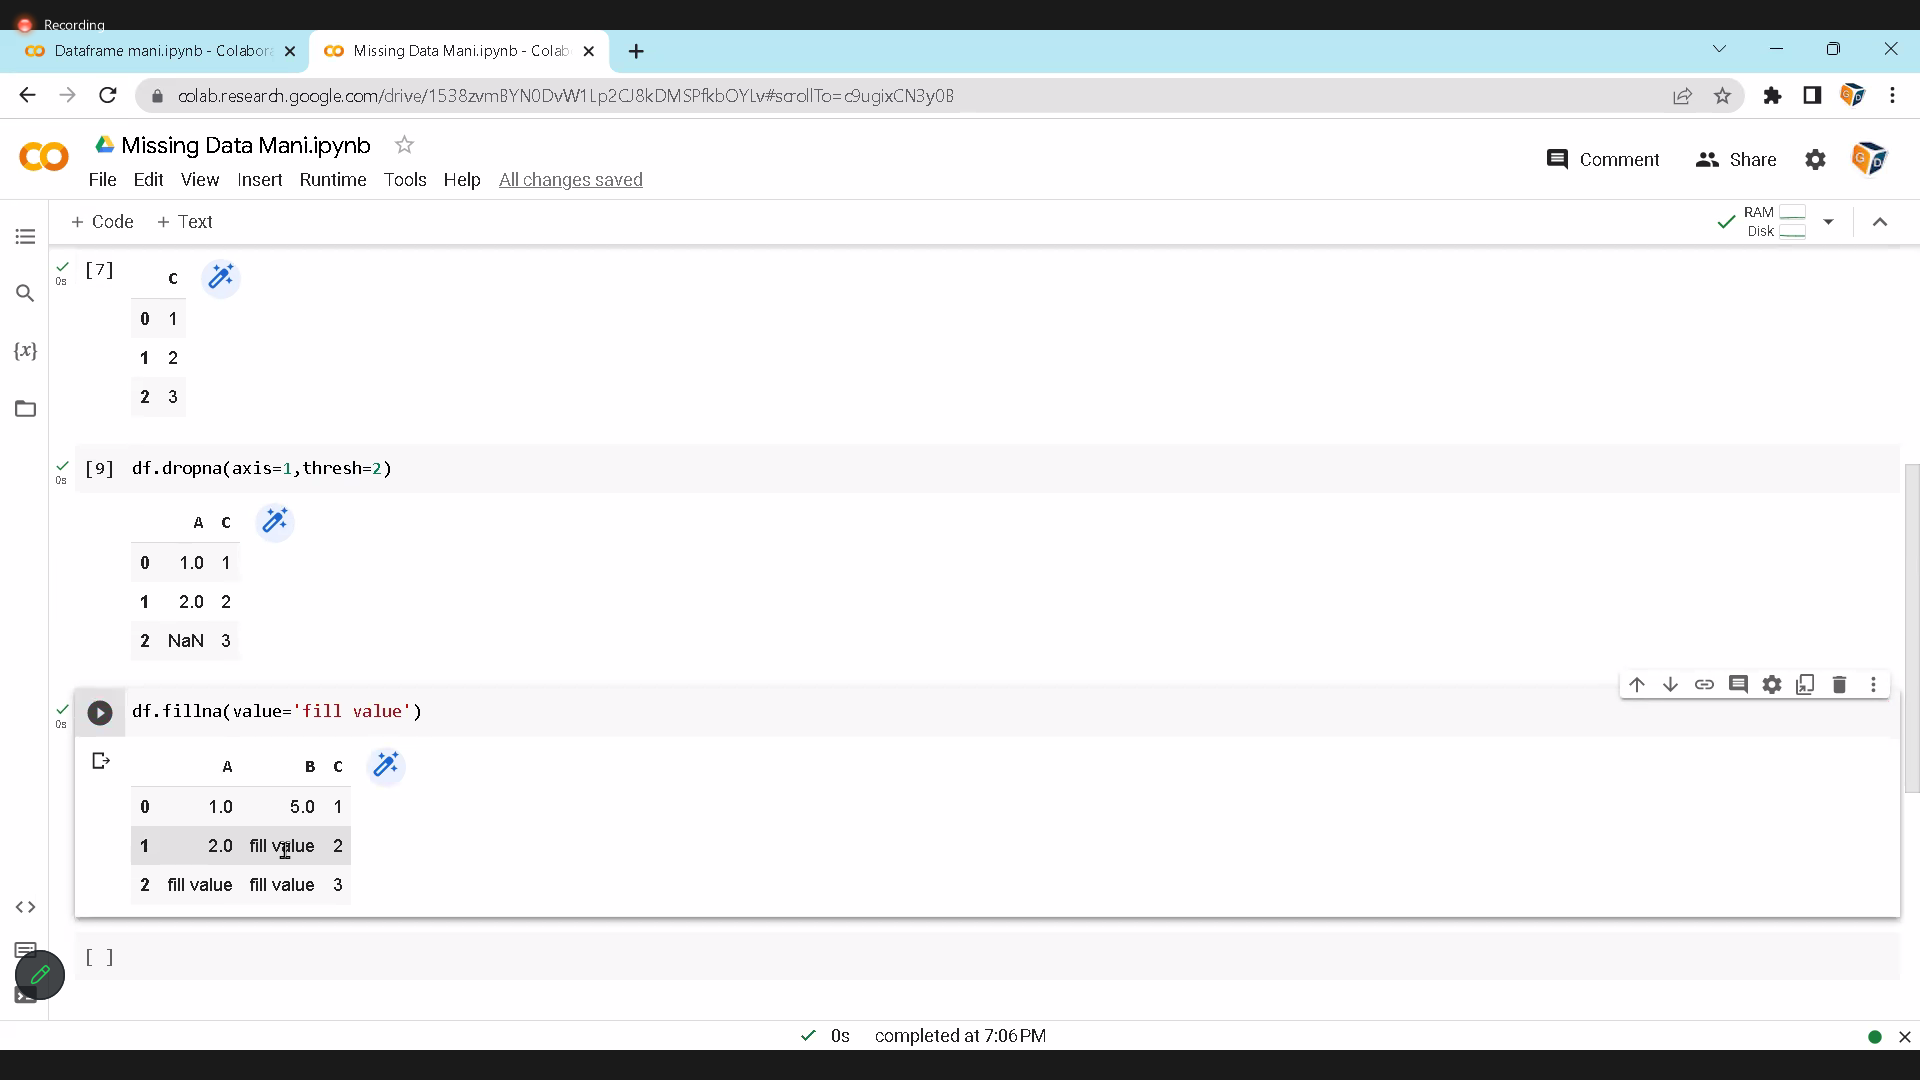 Recording
Dataframe mani.ipynb - Colabora
Missing Data Mani.ipynb - Colab
colab.research.google.com/drive/1538zvmBYN0DvW1Lp2CJ8kDMSPfkbOYLv#scrollTo=c9ugixCN3y0B
Missing Data Mani.ipynb
Comment
Share
File Edit View Insert Runtime Tools Help All changes saved
+ Code + Text
RAM
Disk
[7]
0s
C
0 1
1 2
2 3
[9] df.dropna(axis=1,thresh=2)
0s
A C
0 1.0 1
1 2.0 2
2 NaN 3
df.fillna(value='fill value')
0s
A B C
0 1.0 5.0 1
1 2.0 fill value 2
2 fill value fill value 3
[ ]
0s completed at 7:06 PM